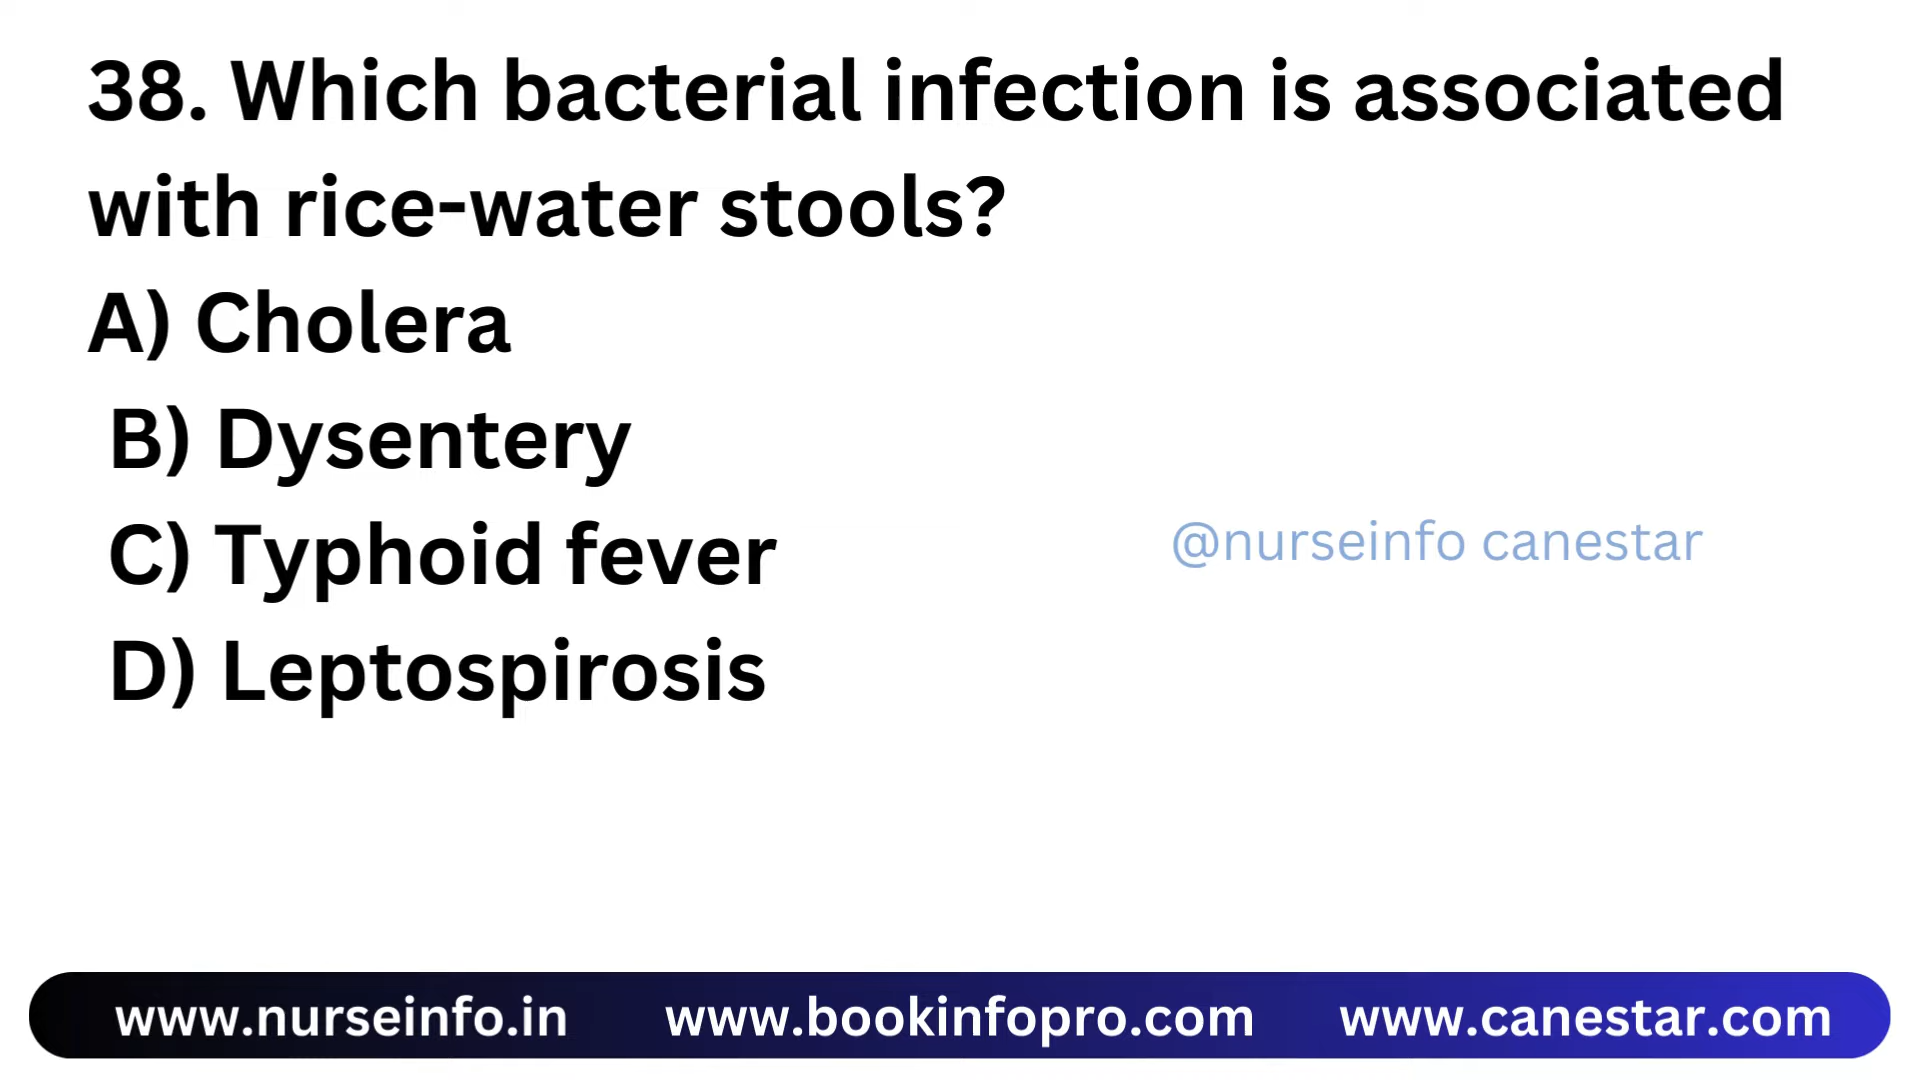 38. Which bacterial infection is associated
with rice-water stools?
A) Cholera
B) Dysentery
C) Typhoid fever
@nurseinfo canestar
D) Leptospirosis
www.nurseinfo.in www.bookinfopro.com www.canestar.com